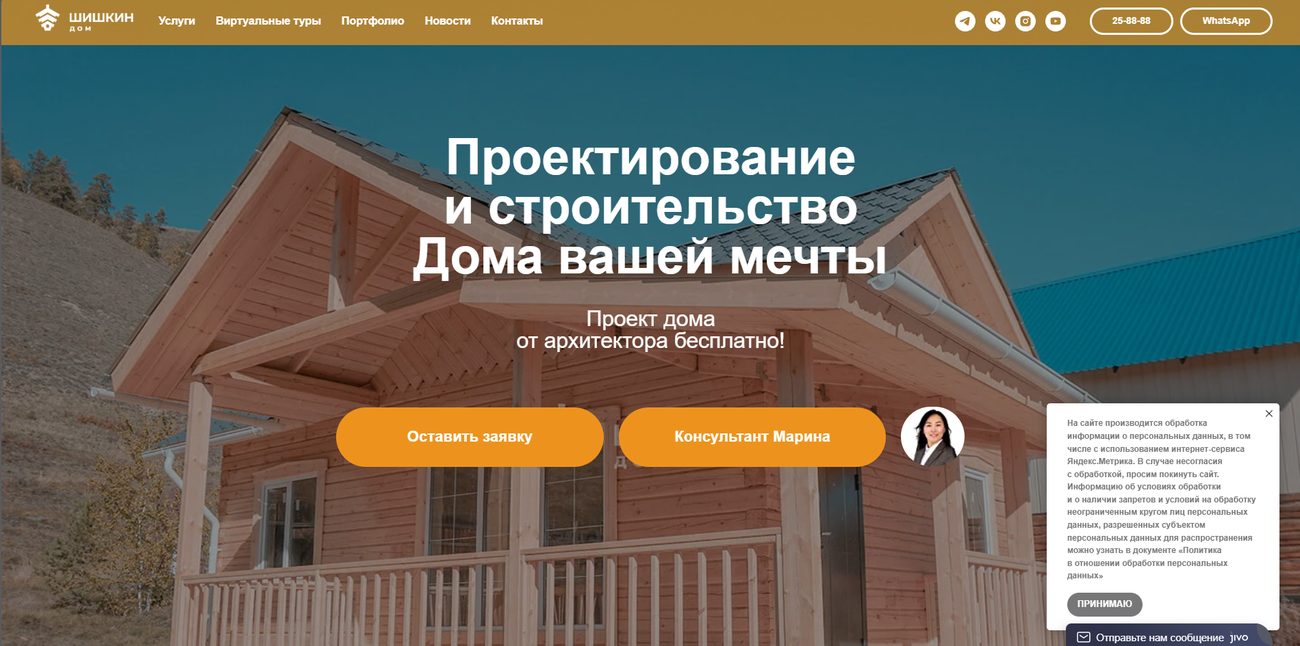 ШИШКИН
ДОМ
Услуги
Виртуальные туры
Портфолио
Новости
Контакты
25-88-88
WhatsApp
Проектирование
и строительство
Дома вашей мечты
Проект дома
от архитектора бесплатно!
Оставить заявку
Консультант Марина
На сайте производится обработка
информации о персональных данных, в том
числе с использованием интернет-сервиса
Яндекс.Метрика. В случае несогласия
с обработкой, просим покинуть сайт.
Информацию об условиях обработки
и о наличии запретов и условий на обработку
неограниченным кругом лиц персональных
данных, разрешенных субъектом
персональных данных для распространения
можно узнать в документе «Политика
в отношении обработки персональных
данных»
ПРИНИМАЮ
Отправьте нам сообщение jivo